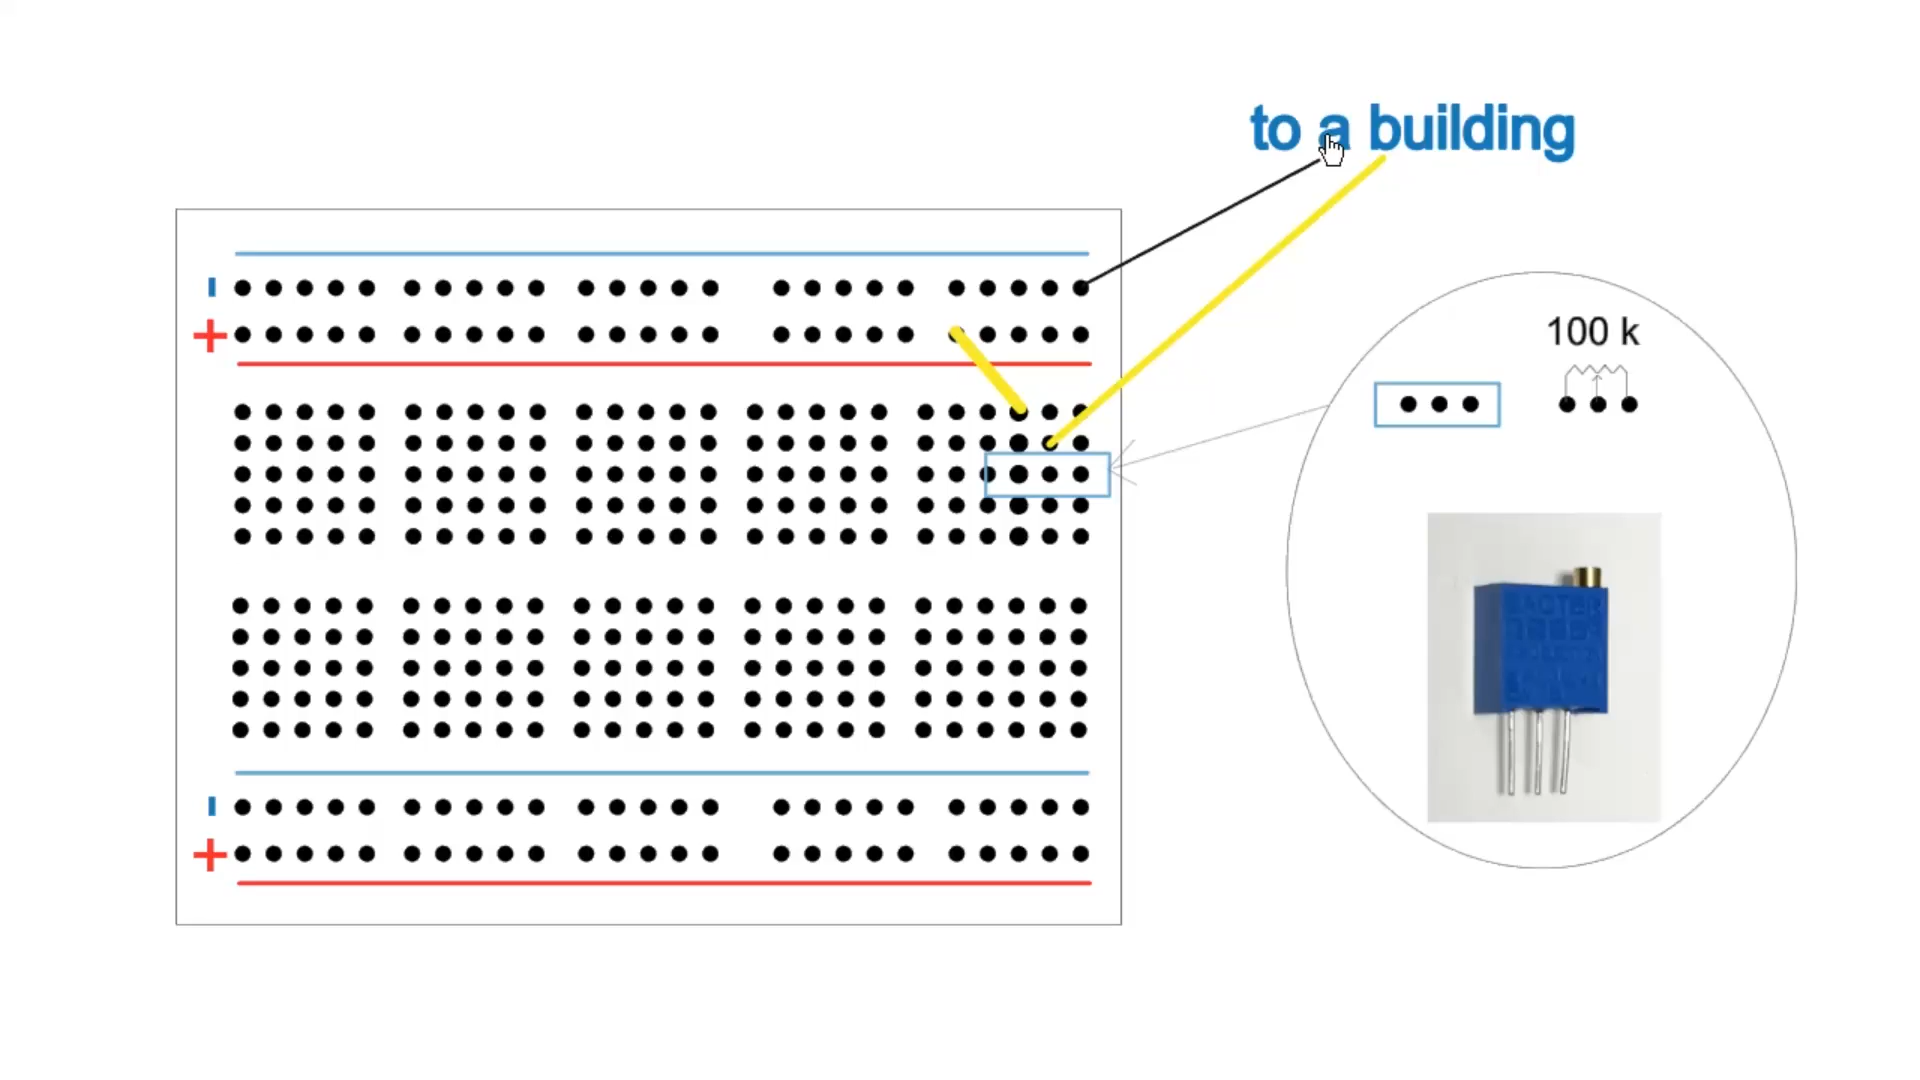 to a building
-
+
100 k
-
+